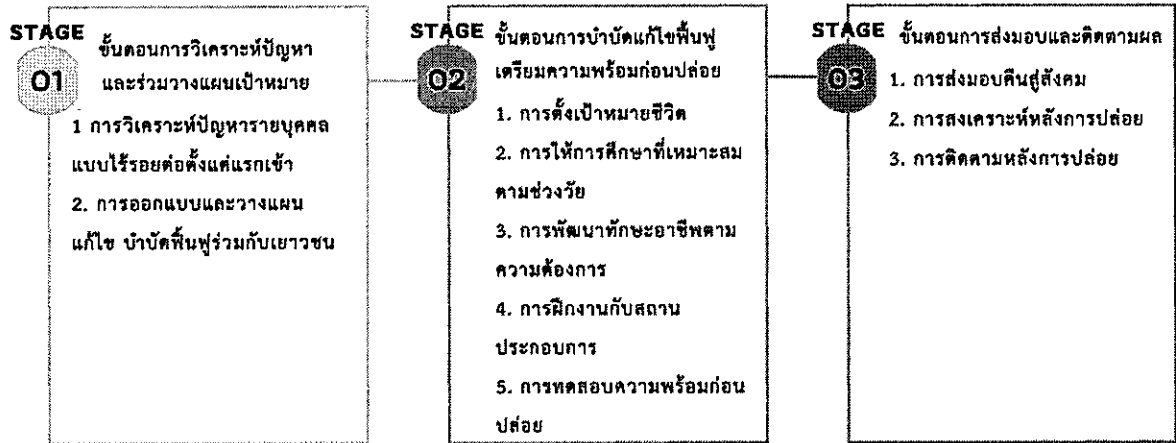 STAGE
01
ขั้นตอนการวิเคราะห์ปัญหา
และร่วมวางแผนเป้าหมาย
1 การวิเคราะห์ปัญหารายบุคคล
แบบไร้รอยต่อตั้งแต่แรกเข้า
2. การออกแบบและวางแผน
แก้ไข บำบัดฟื้นฟูร่วมกับเยาวชน
STAGE
02
ขั้นตอนการบำบัดแก้ไขฟื้นฟู
เตรียมความพร้อมก่อนปล่อย
1. การตั้งเป้าหมายชีวิต
2. การให้การศึกษาที่เหมาะสม
ตามช่วงวัย
3. การพัฒนาทักษะอาชีพตาม
ความต้องการ
4. การฝึกงานกับสถาน
ประกอบการ
5. การทดสอบความพร้อมก่อน
ปล่อย
STAGE
03
ขั้นตอนการส่งมอบและติดตามผล
1. การส่งมอบคืนสู่สังคม
2. การสงเคราะห์หลังการปล่อย
3. การติดตามหลังการปล่อย